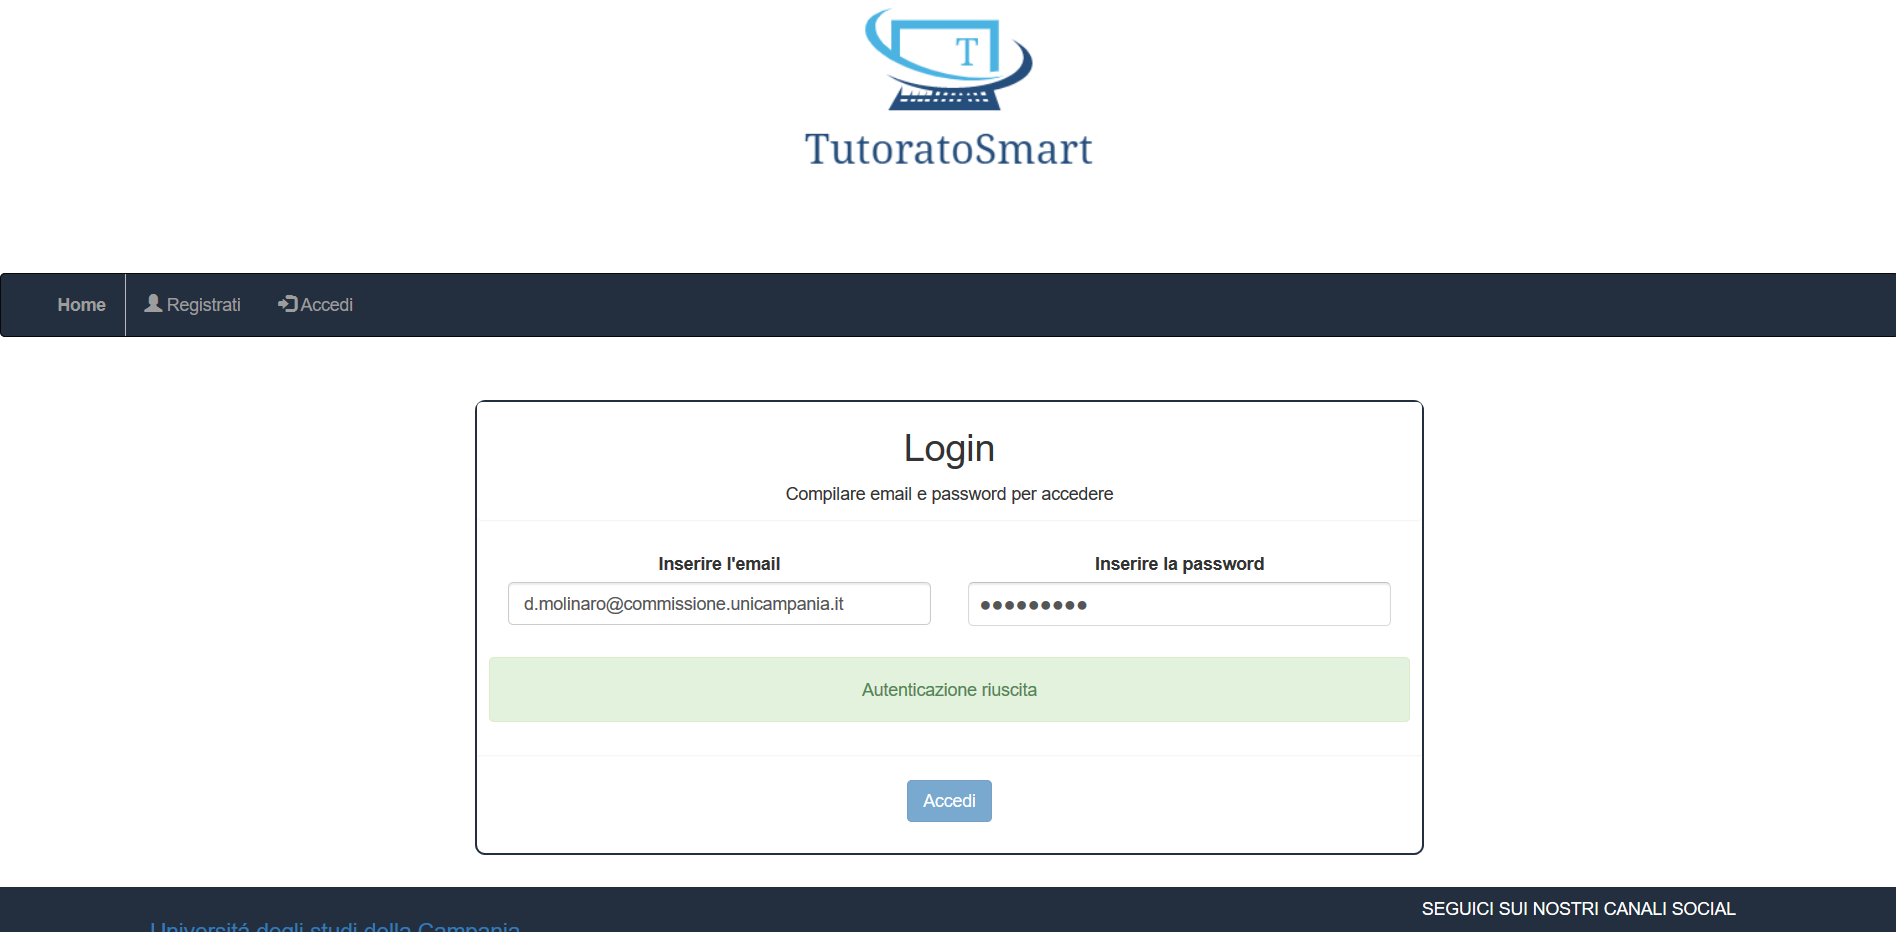 T
TutoratoSmart
Home Registrati Accedi
Login
Compilare email e password per accedere
Inserire l'email Inserire la password
d.molinaro@commissione.unicampania.it ●●●●●●●●●
Autenticazione riuscita
Accedi
SEGUICI SUI NOSTRI CANALI SOCIAL
Universitá degli studi della Campania